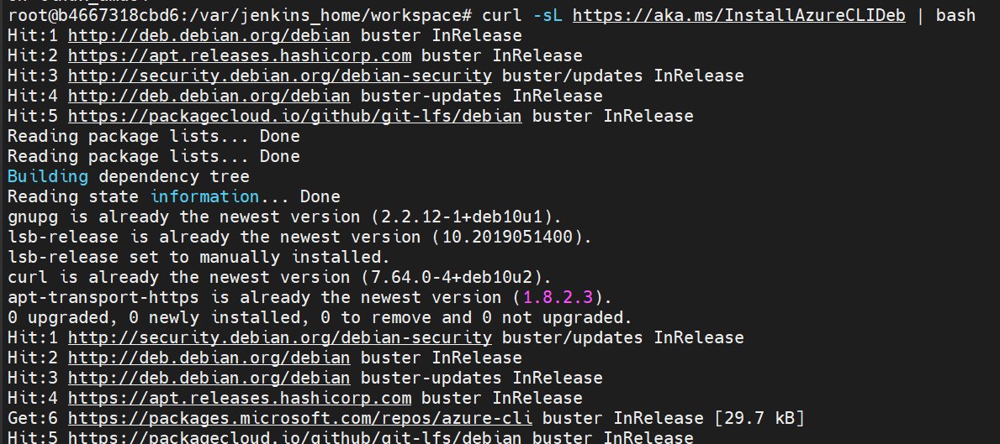 root@b4667318cbd6:/var/jenkins_home/workspace# curl -sL https://aka.ms/InstallAzureCLIDeb | bash
Hit:1 http://deb.debian.org/debian buster InRelease
Hit:2 https://apt.releases.hashicorp.com buster InRelease
Hit:3 http://security.debian.org/debian-security buster/updates InRelease
Hit:4 http://deb.debian.org/debian buster-updates InRelease
Hit:5 https://packagecloud.io/github/git-lfs/debian buster InRelease
Reading package lists... Done
Reading package lists... Done
Building dependency tree
Reading state information... Done
gnupg is already the newest version (2.2.12-1+deb10u1).
lsb-release is already the newest version (10.2019051400).
lsb-release set to manually installed.
curl is already the newest version (7.64.0-4+deb10u2).
apt-transport-https is already the newest version (1.8.2.3).
0 upgraded, 0 newly installed, 0 to remove and 0 not upgraded.
Hit:1 http://security.debian.org/debian-security buster/updates InRelease
Hit:2 http://deb.debian.org/debian buster InRelease
Hit:3 http://deb.debian.org/debian buster-updates InRelease
Hit:4 https://apt.releases.hashicorp.com buster InRelease
Get:6 https://packages.microsoft.com/repos/azure-cli buster InRelease [29.7 kB]
Hit:5 https://packagecloud.io/github/git-lfs/debian buster InRelease